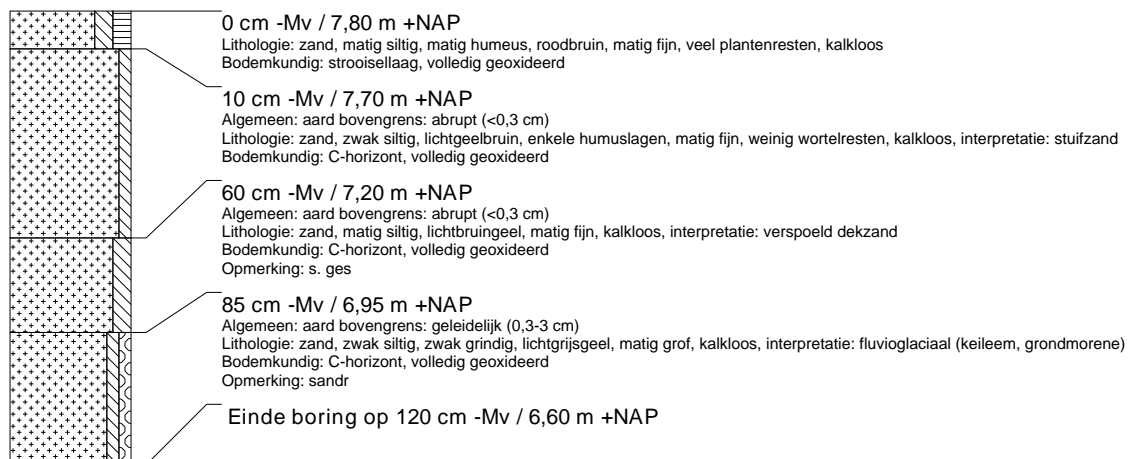 0 cm -Mv / 7,80 m +NAP
Lithologie: zand, matig siltig, matig humeus, roodbruin, matig fijn, veel plantenresten, kalkloos
Bodemkundig: strooisellaag, volledig geoxideerd
10 cm -Mv / 7,70 m +NAP
Algemeen: aard bovengrens: abrupt (<0,3 cm)
Lithologie: zand, zwak siltig, lichtgeelbruin, enkele humuslagen, matig fijn, weinig wortelresten, kalkloos, interpretatie: stuifzand
Bodemkundig: C-horizont, volledig geoxideerd
60 cm -Mv / 7,20 m +NAP
Algemeen: aard bovengrens: abrupt (<0,3 cm)
Lithologie: zand, matig siltig, lichtbruingeel, matig fijn, kalkloos, interpretatie: verspoeld dekzand
Bodemkundig: C-horizont, volledig geoxideerd
Opmerking: s. ges
85 cm -Mv / 6,95 m +NAP
Algemeen: aard bovengrens: geleidelijk (0,3-3 cm)
Lithologie: zand, zwak siltig, zwak grindig, lichtgrijsgeel, matig grof, kalkloos, interpretatie: fluvioglaciaal (keileem, grondmorene)
Bodemkundig: C-horizont, volledig geoxideerd
Opmerking: sandr
Einde boring op 120 cm -Mv / 6,60 m +NAP